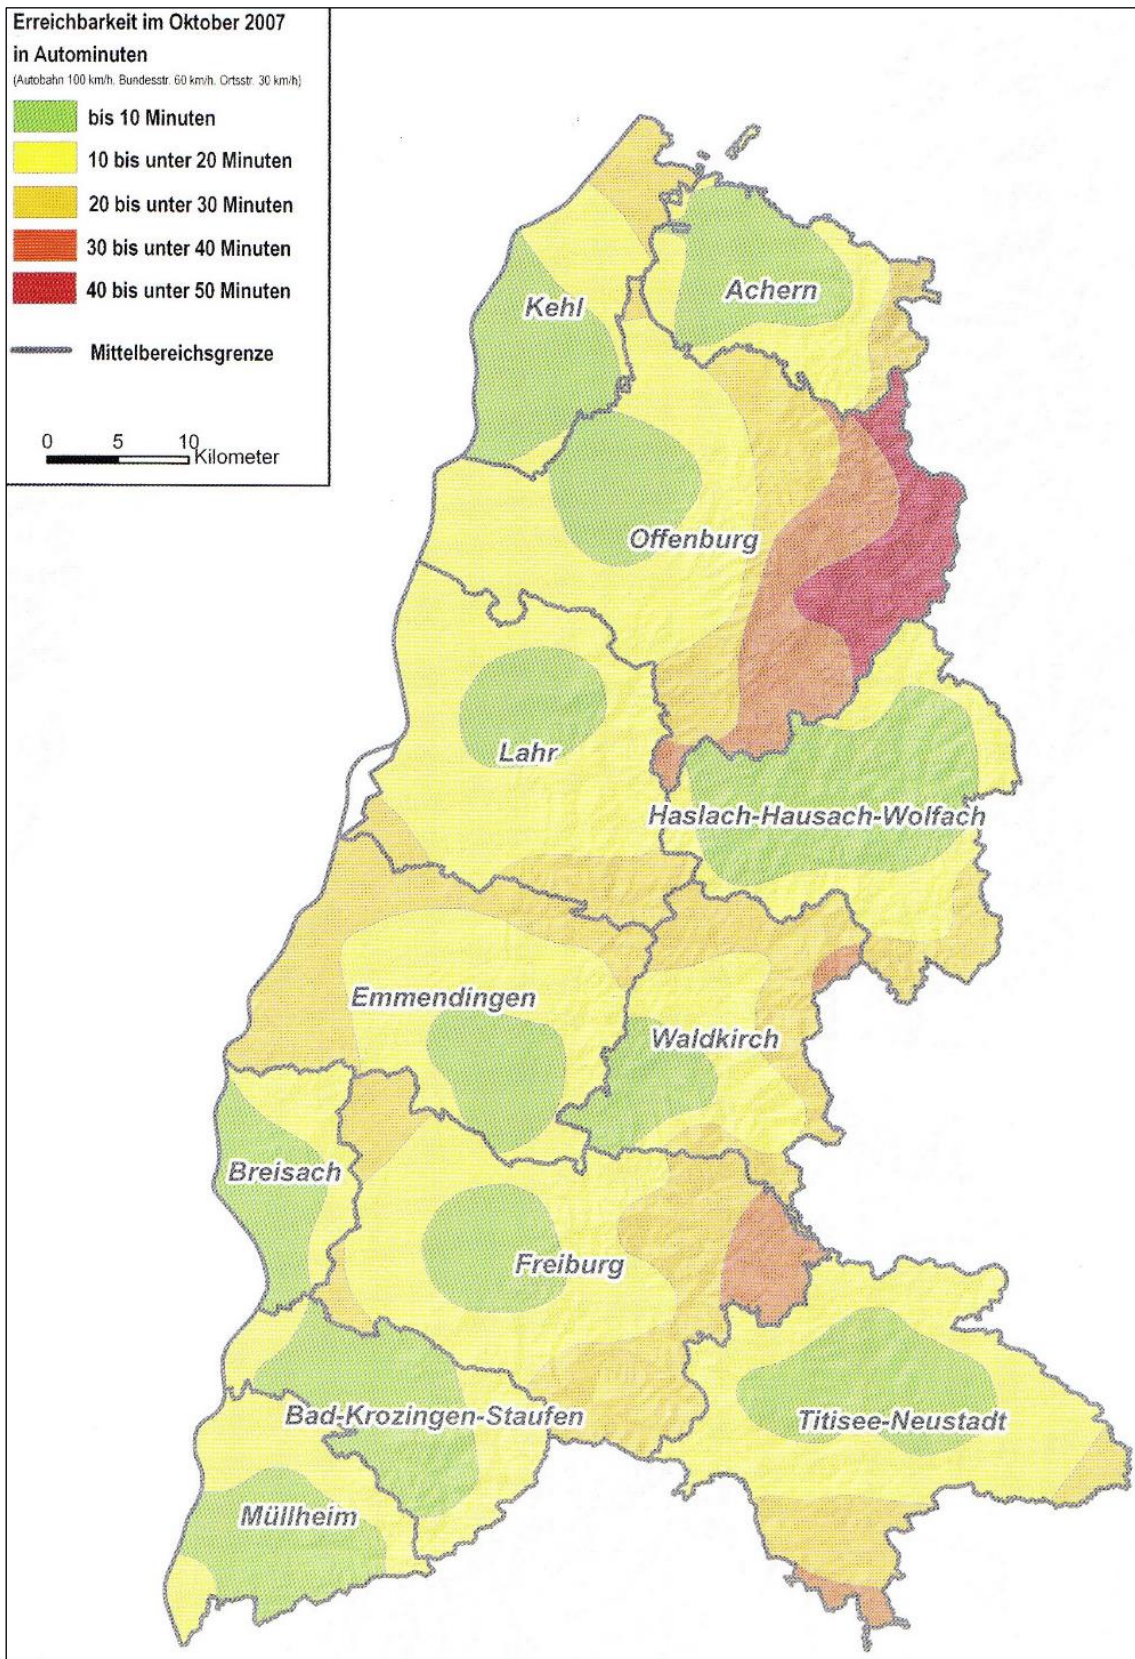 Erreichbarkeit im Oktober 2007
in Autominuten
(Autobahn 100 km/h, Bundesstr. 60 km/h, Ortsstr. 30 km/h)
bis 10 Minuten
10 bis unter 20 Minuten
20 bis unter 30 Minuten
30 bis unter 40 Minuten
40 bis unter 50 Minuten
Mittelbereichsgrenze
0 5 10
Kilometer
Achern
Kehl
Offenburg
Lahr
Haslach-Hausach-Wolfach
Emmendingen
Waldkirch
Breisach
Freiburg
Bad-Krozingen-Staufen
Titisee-Neustadt
Müllheim